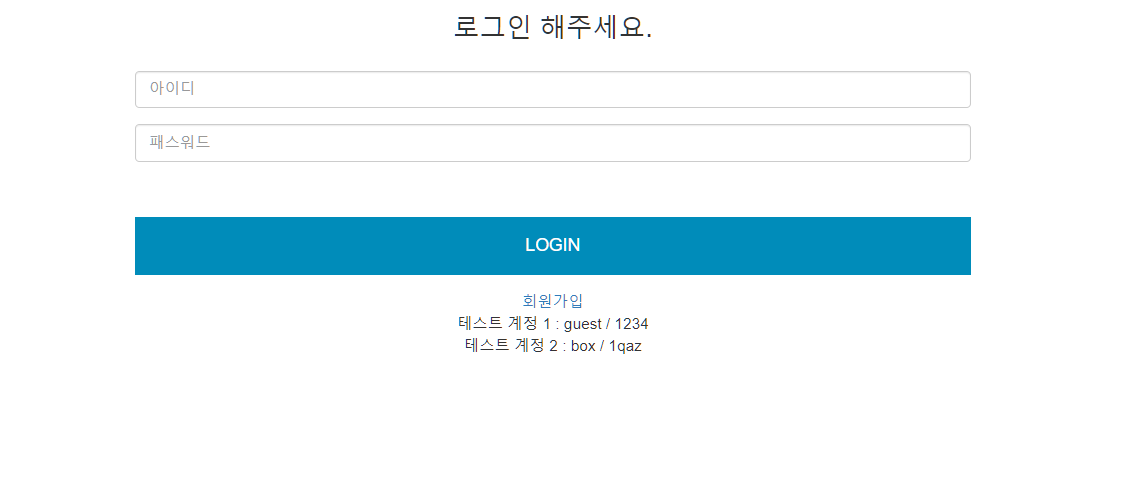 로그인 해주세요.
아이디
패스워드
LOGIN
회원가입
테스트 계정 1 : guest / 1234
테스트 계정 2 : box / 1qaz